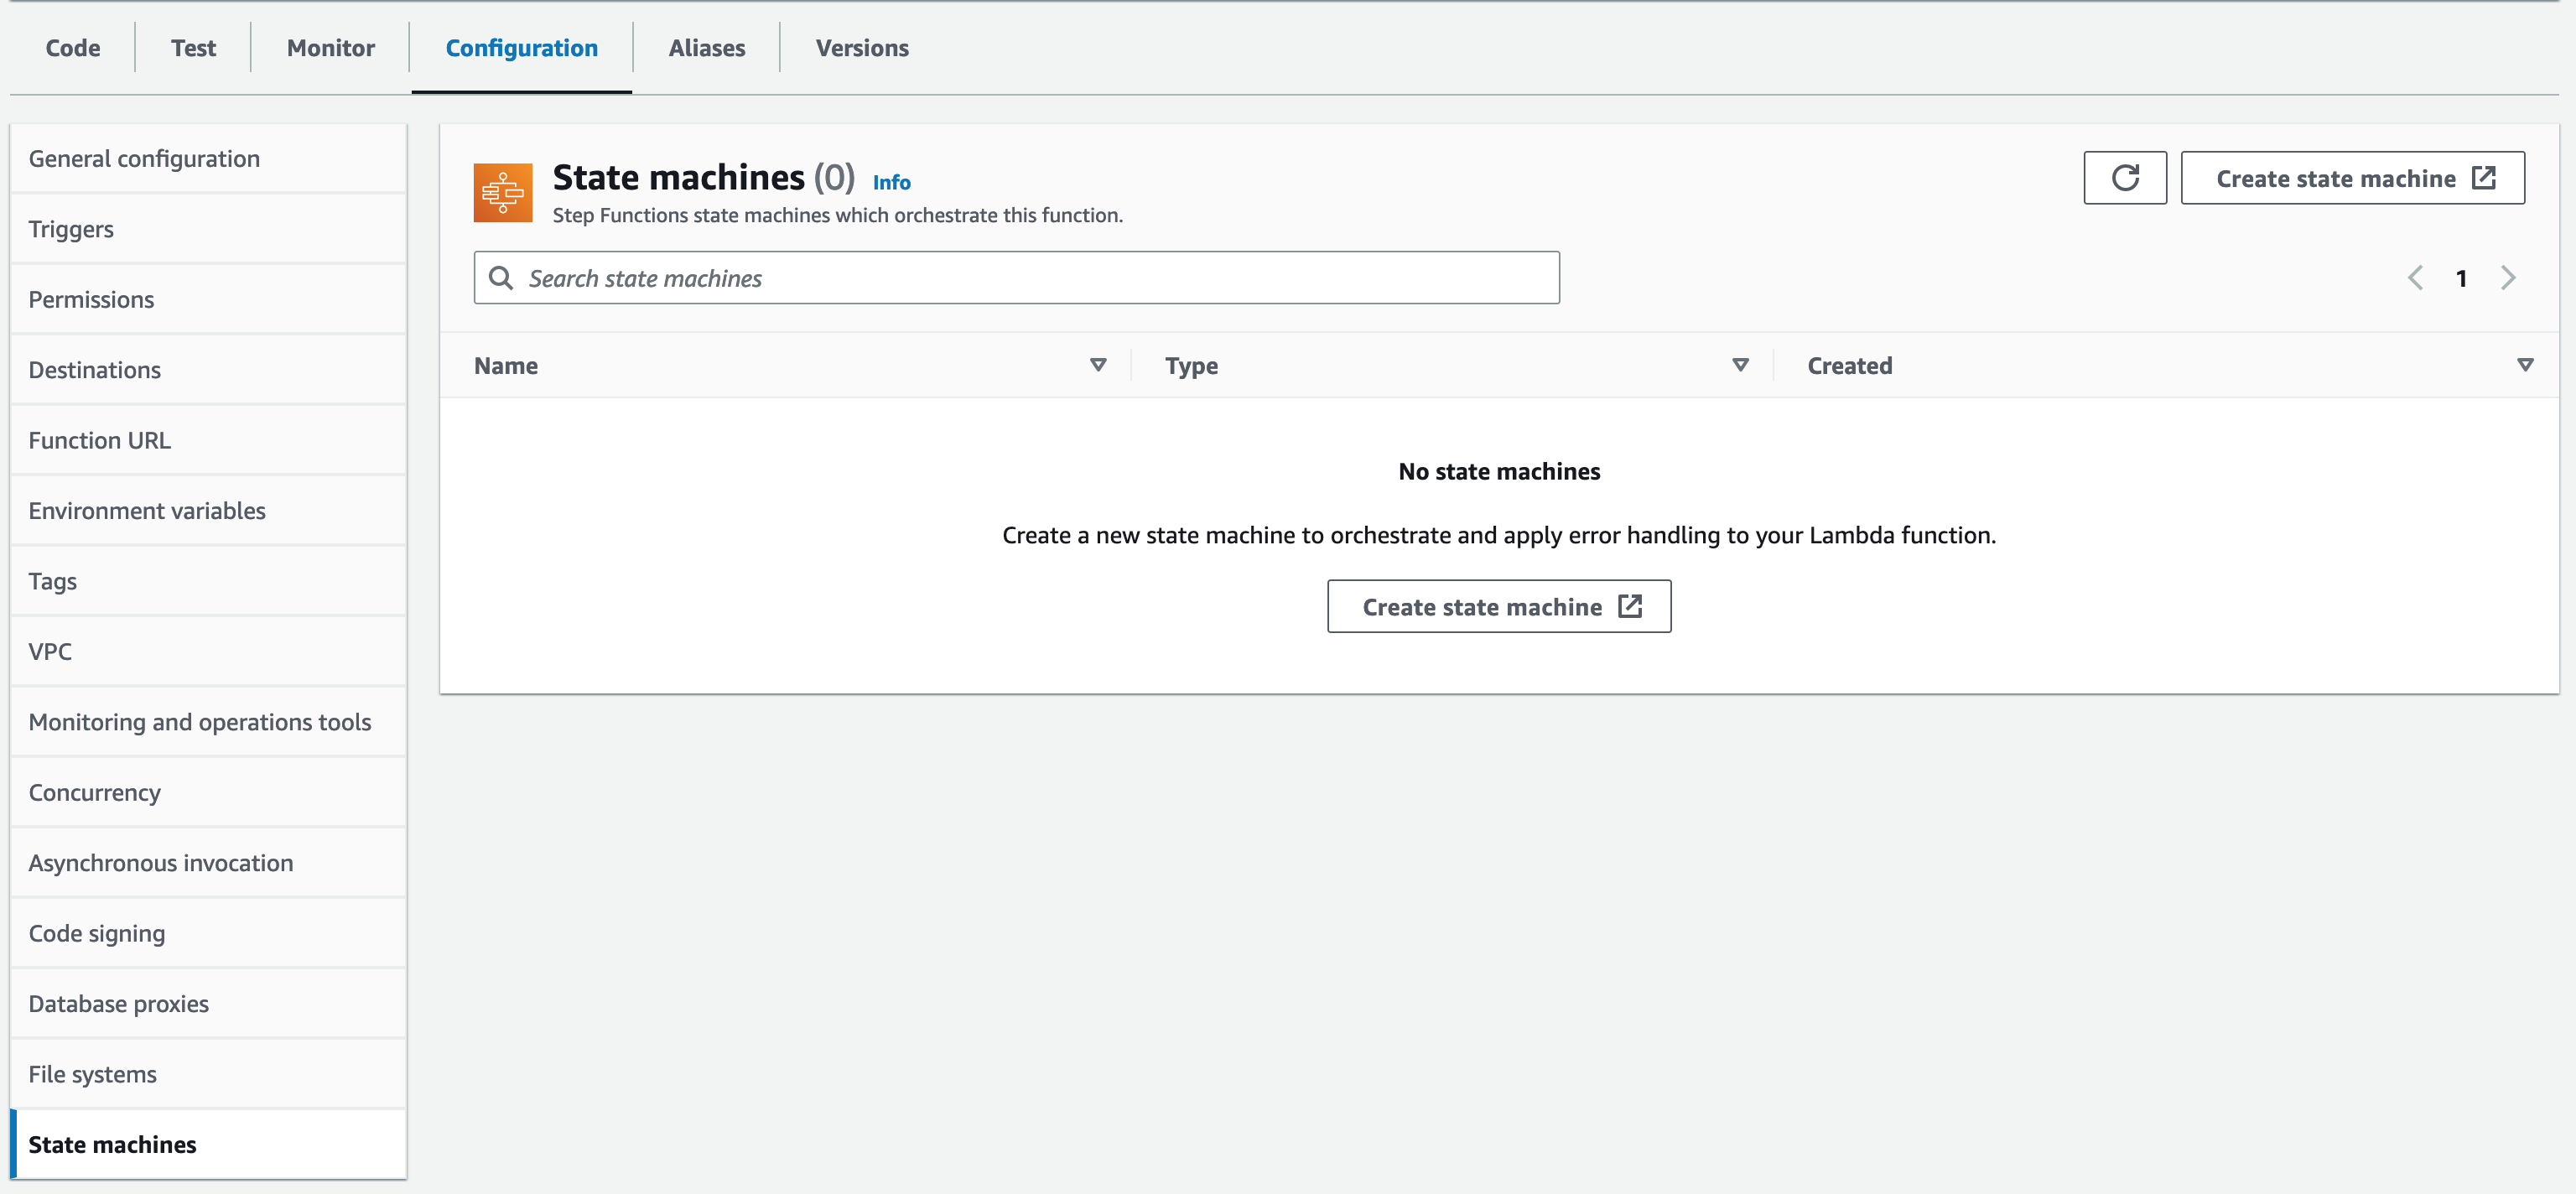 Code Test Monitor Configuration Aliases Versions
General configuration
Triggers
Permissions
Destinations
Function URL
Environment variables
Tags
VPC
Monitoring and operations tools
Concurrency
Asynchronous invocation
Code signing
Database proxies
File systems
State machines
State machines (0) Info
Step Functions state machines which orchestrate this function.
Create state machine
Search state machines
1
Name Type Created
No state machines
Create a new state machine to orchestrate and apply error handling to your Lambda function.
Create state machine